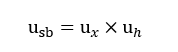 u_sb = u_x × u_h